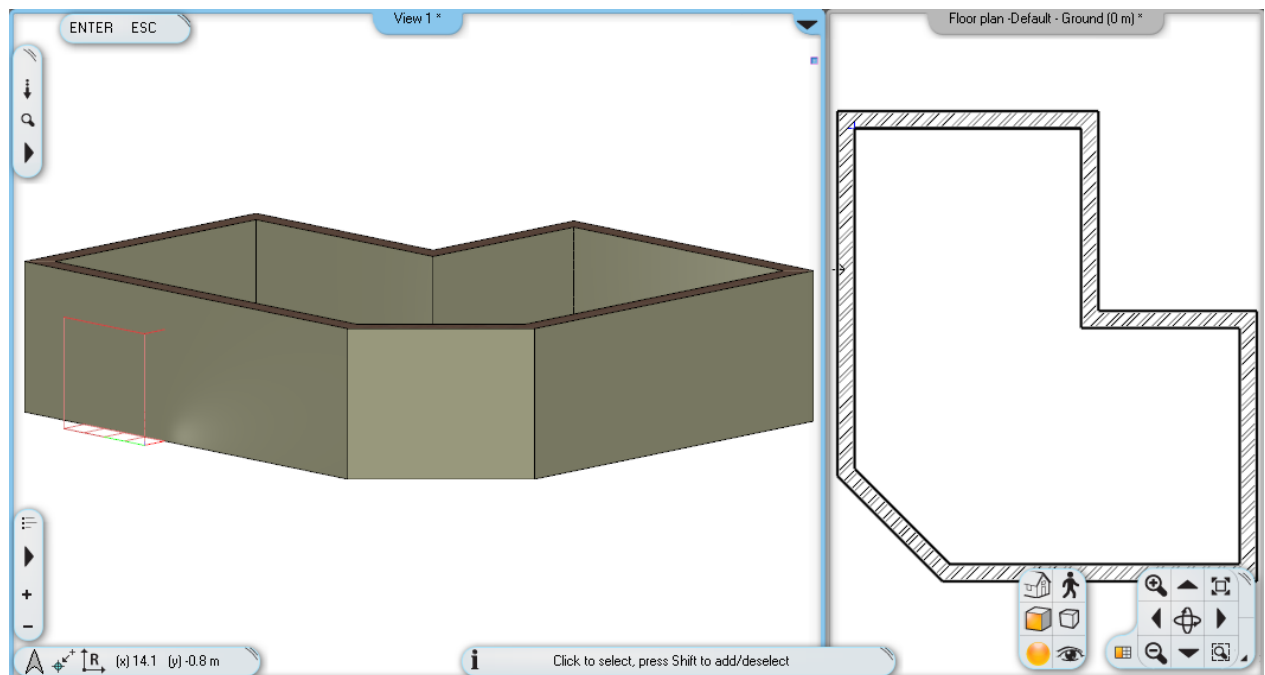 ENTER ESC
View 1 *
Floor plan -Default - Ground (0 m) *
R (x) 14.1 (y) -0.8 m
i Click to select, press Shift to add/deselect